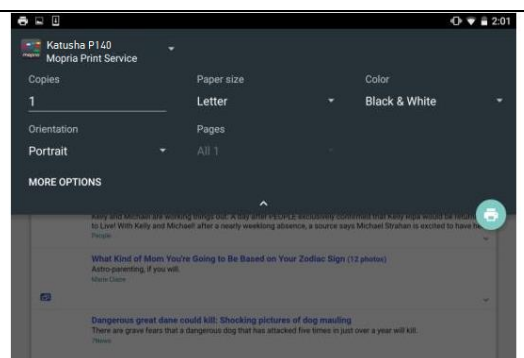 2:01
Katusha P140
mopria Mopria Print Service
Copies Paper size Color
1 Letter Black & White
Orientation Pages
Portrait All 1
MORE OPTIONS
Kelly and Michael are working things out. A day after PEOPLE exclusively confirmed that Kelly Ripa would be return
to Live! With Kelly and Michael! after a nearly weeklong absence, a source says Michael Strahan is excited to have he
People
What Kind of Mom You're Going to Be Based on Your Zodiac Sign (12 photos)
Astro-parenting, if you will.
Marie Claire
Dangerous great dane could kill: Shocking pictures of dog mauling
There are grave fears that a dangerous dog that has attacked five times in just over a year will kill.
7News